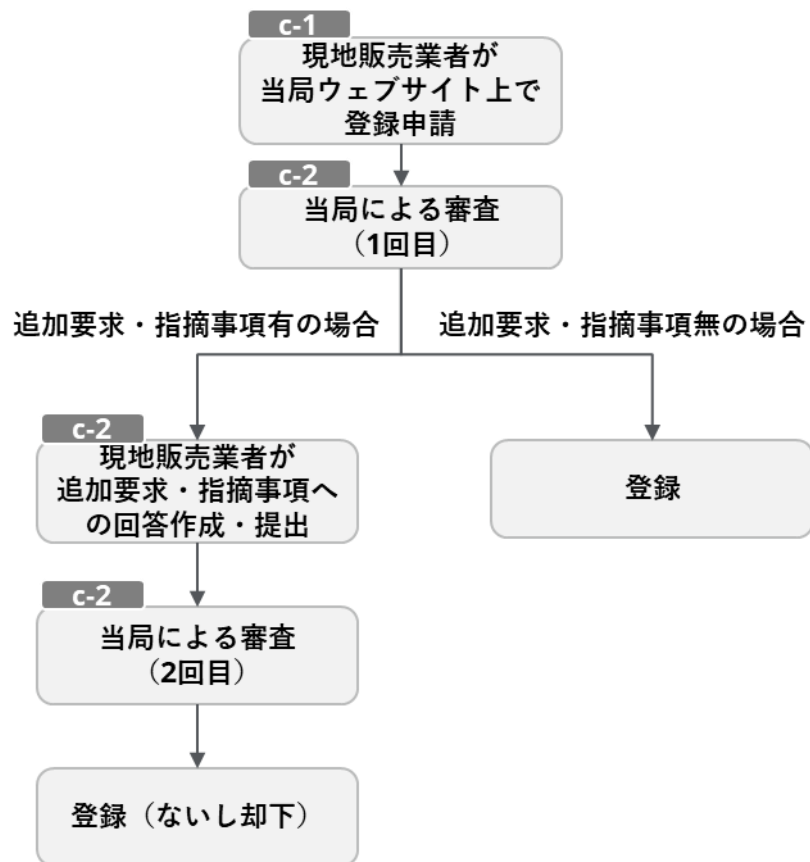 c-1
現地販売業者が
当局ウェブサイト上で
登録申請
c-2
当局による審査
（1回目）
追加要求・指摘事項有の場合
追加要求・指摘事項無の場合
c-2
現地販売業者が
追加要求・指摘事項へ
の回答作成・提出
登録
c-2
当局による審査
（2回目）
登録（ないし却下）